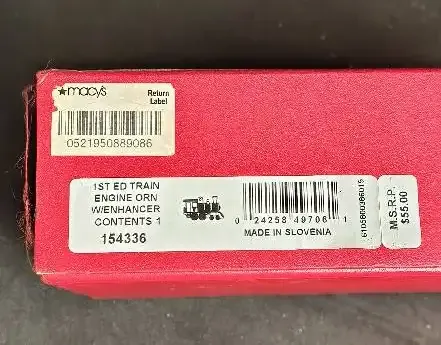 ★macy's
Return
Label
0521950889086
1ST ED TRAIN
ENGINE ORN
W/ENHANCER
CONTENTS 1
154336
0 24258 49706 1
MADE IN SLOVENIA
M.S.R.P.
$55.00